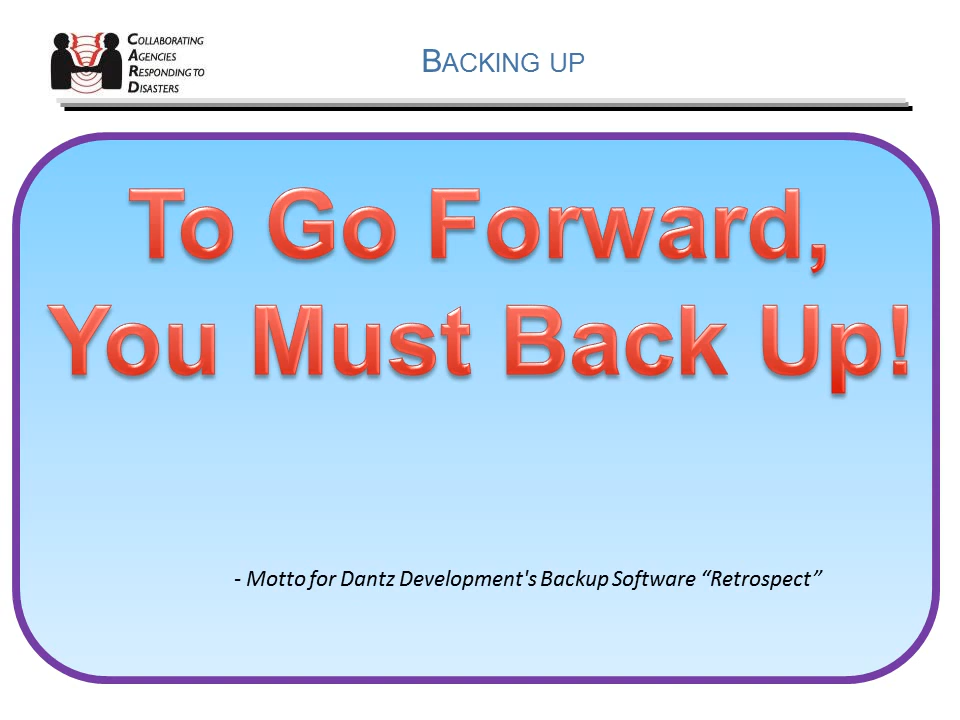 COLLABORATING
AGENCIES
RESPONDING TO
DISASTERS
BACKING UP
To Go Forward,
You Must Back Up!
- Motto for Dantz Development's Backup Software “Retrospect”